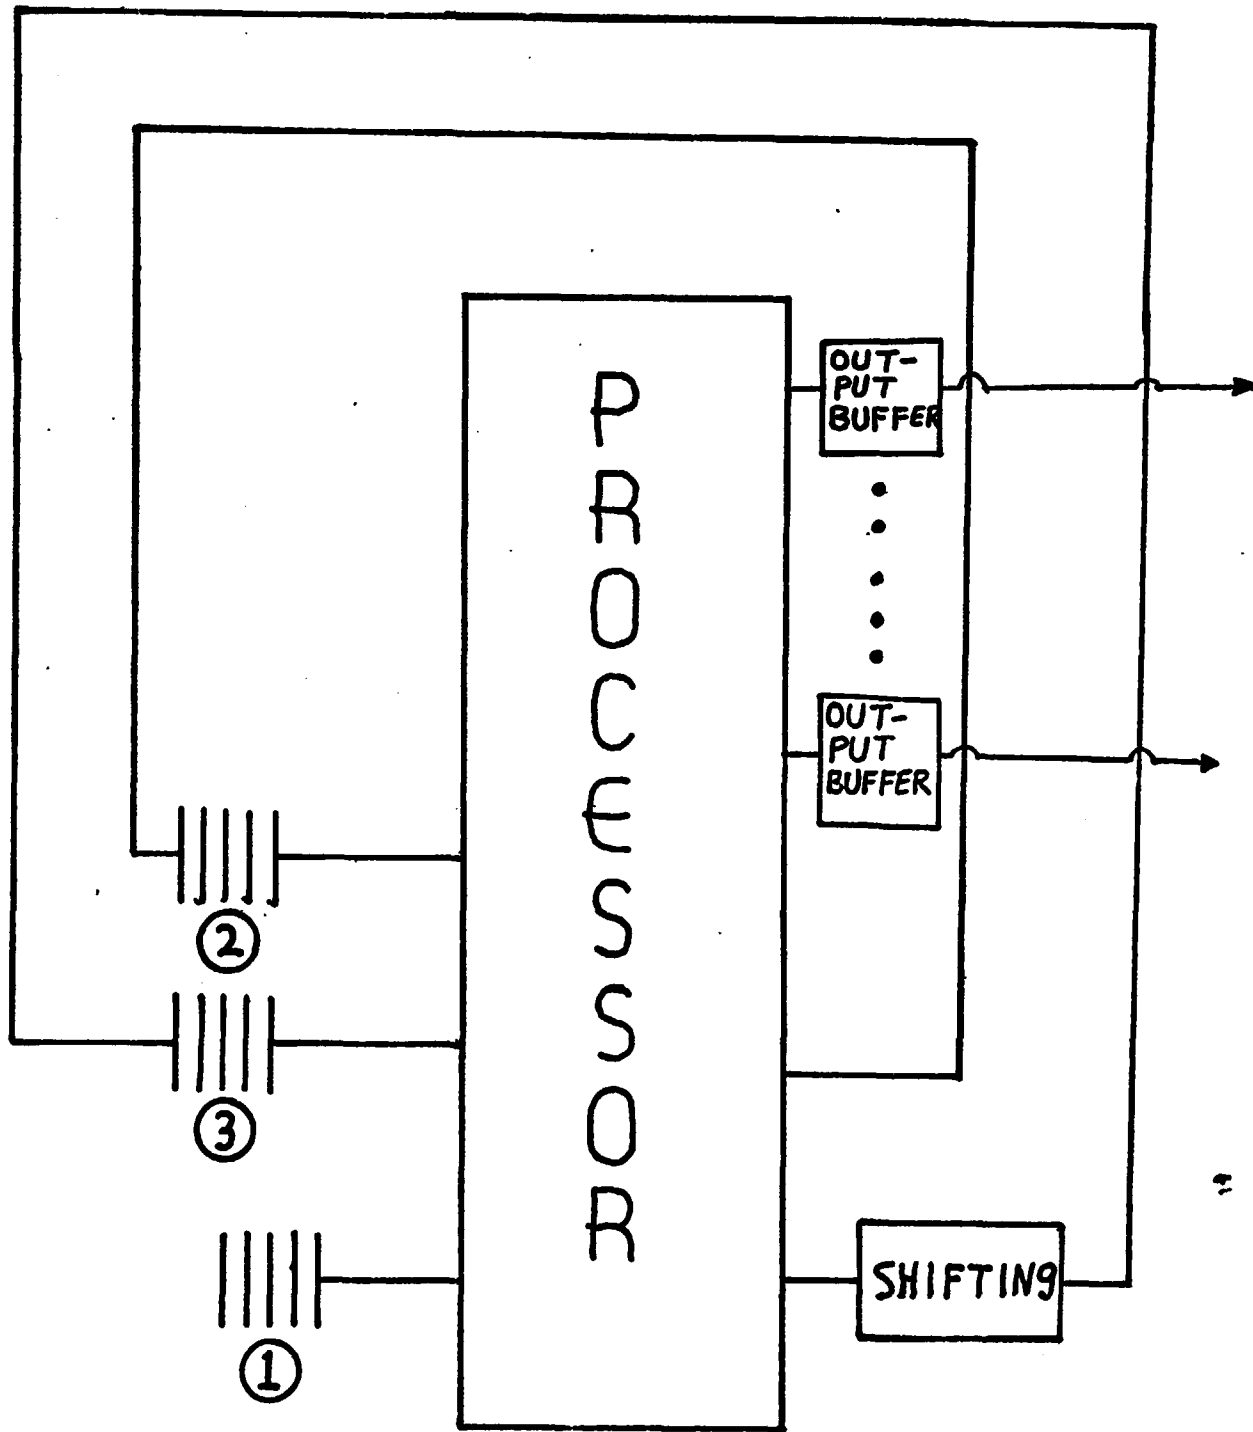 PROCESSOR
OUT-
PUT
BUFFER
OUT-
PUT
BUFFER
2
3
1
SHIFTING